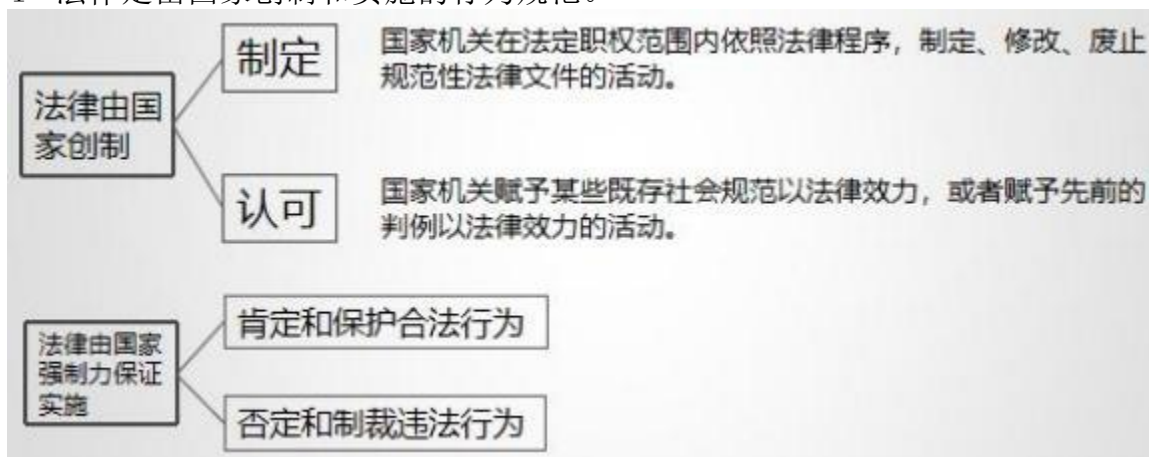 制定
国家机关在法定职权范围内依照法律程序，制定、修改、废止
规范性法律文件的活动。
法律由国
家创制
认可
国家机关赋予某些既存社会规范以法律效力，或者赋予先前的
判例以法律效力的活动。
肯定和保护合法行为
法律由国家
强制力保证
实施
否定和制裁违法行为